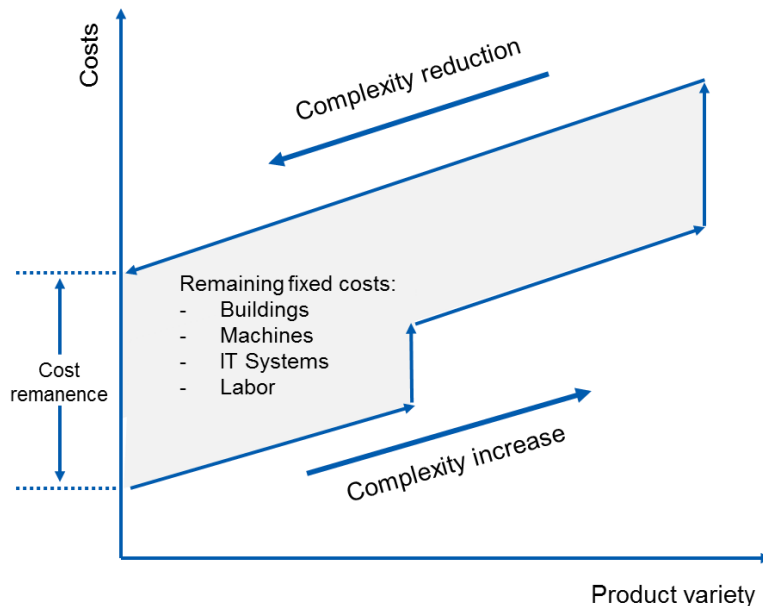 Costs
Complexity reduction
Remaining fixed costs:
- Buildings
- Machines
- IT Systems
- Labor
Cost
remanence
Complexity increase
Product variety